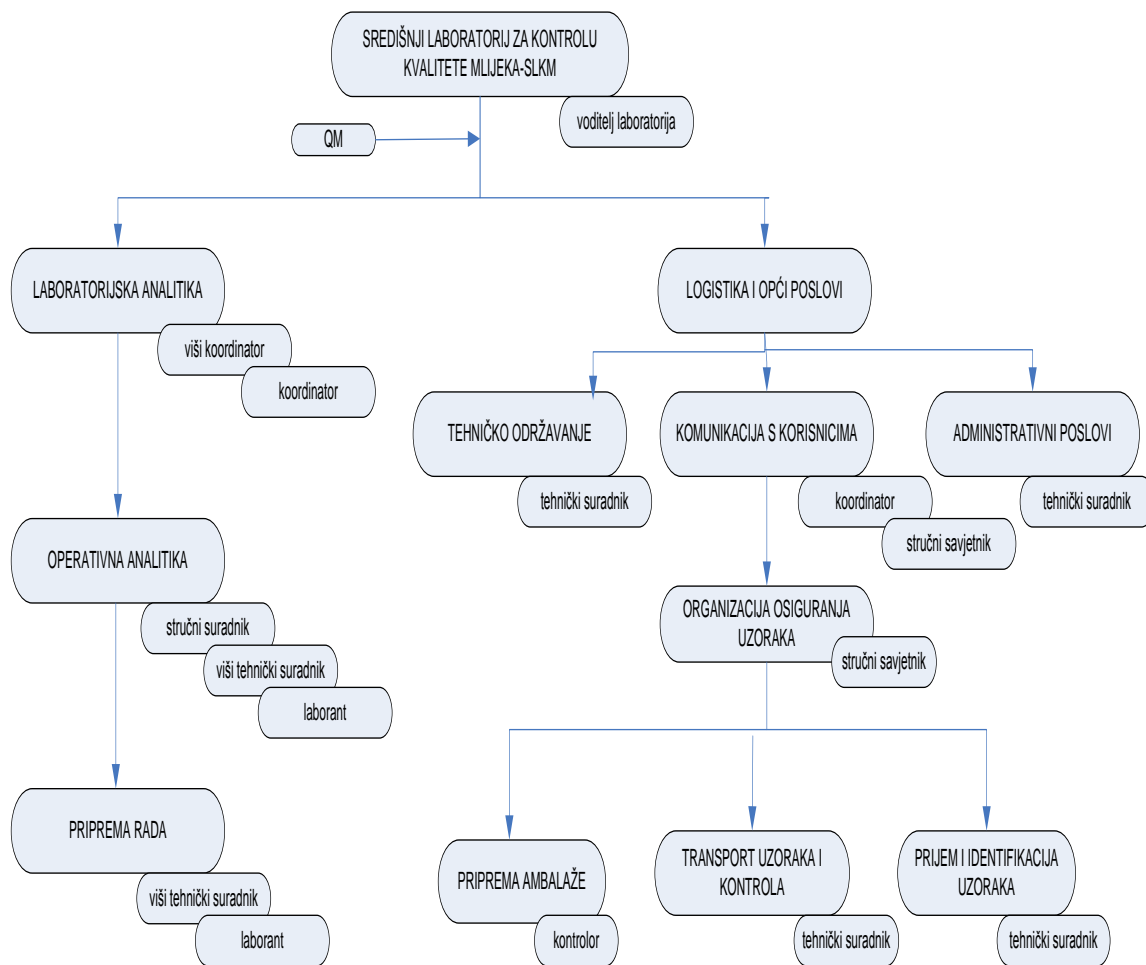 SREDIŠNJI LABORATORIJ ZA KONTROLU
KVALITETE MLIJEKA-SLKM
voditelj laboratorija
QM
LABORATORIJSKA ANALITIKA
viši koordinator
koordinator
LOGISTIKA I OPĆI POSLOVI
TEHNIČKO ODRŽAVANJE
tehnički suradnik
KOMUNIKACIJA S KORISNICIMA
koordinator
stručni savjetnik
ADMINISTRATIVNI POSLOVI
tehnički suradnik
OPERATIVNA ANALITIKA
stručni suradnik
viši tehnički suradnik
laborant
ORGANIZACIJA OSIGURANJA
UZORAKA
stručni savjetnik
PRIPREMA RADA
viši tehnički suradnik
laborant
PRIPREMA AMBALAŽE
kontrolor
TRANSPORT UZORAKA I
KONTROLA
tehnički suradnik
PRIJEM I IDENTIFIKACIJA
UZORAKA
tehnički suradnik